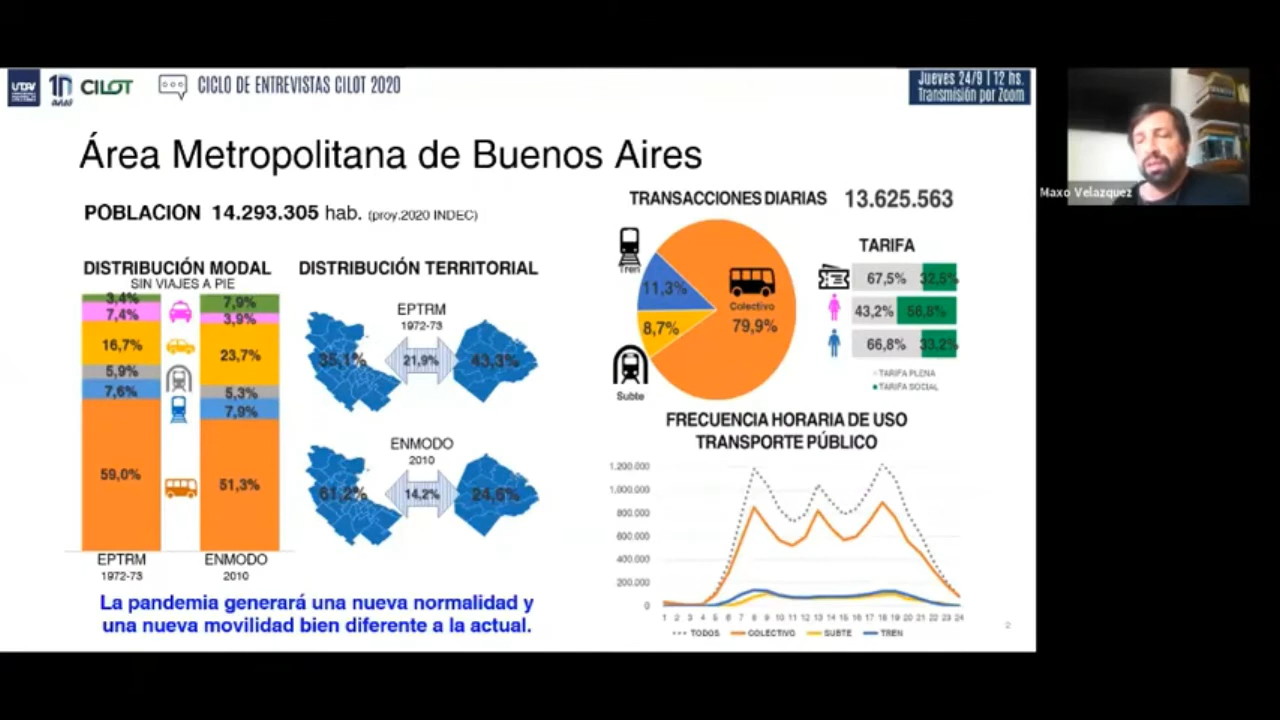 UTDT
10 años
CILOT
CICLO DE ENTREVISTAS CILOT 2020
Jueves 24/9 | 12 hs.
Transmisión por Zoom
Maxo Velazquez
Área Metropolitana de Buenos Aires
POBLACIÓN 14.293.305 hab. (proy.2020 INDEC)
DISTRIBUCIÓN MODAL
SIN VIAJES A PIE
3,4%
7,4%
16,7%
5,9%
7,6%
59,0%
7,9%
3,9%
23,7%
5,3%
7,9%
51,3%
EPTRM
1972-73
ENMODO
2010
DISTRIBUCIÓN TERRITORIAL
EPTRM
1972-73
35,1%
21,9%
43,3%
ENMODO
2010
61,2%
14,2%
24,6%
La pandemia generará una nueva normalidad y
una nueva movilidad bien diferente a la actual.
TRANSACCIONES DIARIAS 13.625.563
Tren
11,3%
8,7%
Subte
Colectivo
79,9%
TARIFA
67,5% 32,5%
43,2% 56,8%
66,8% 33,2%
TARIFA PLENA
TARIFA SOCIAL
FRECUENCIA HORARIA DE USO
TRANSPORTE PÚBLICO
1.200.000
1.000.000
800.000
600.000
400.000
200.000
0
1 2 3 4 5 6 7 8 9 10 11 12 13 14 15 16 17 18 19 20 21 22 23 24
TODOS COLECTIVO SUBTE TREN
2